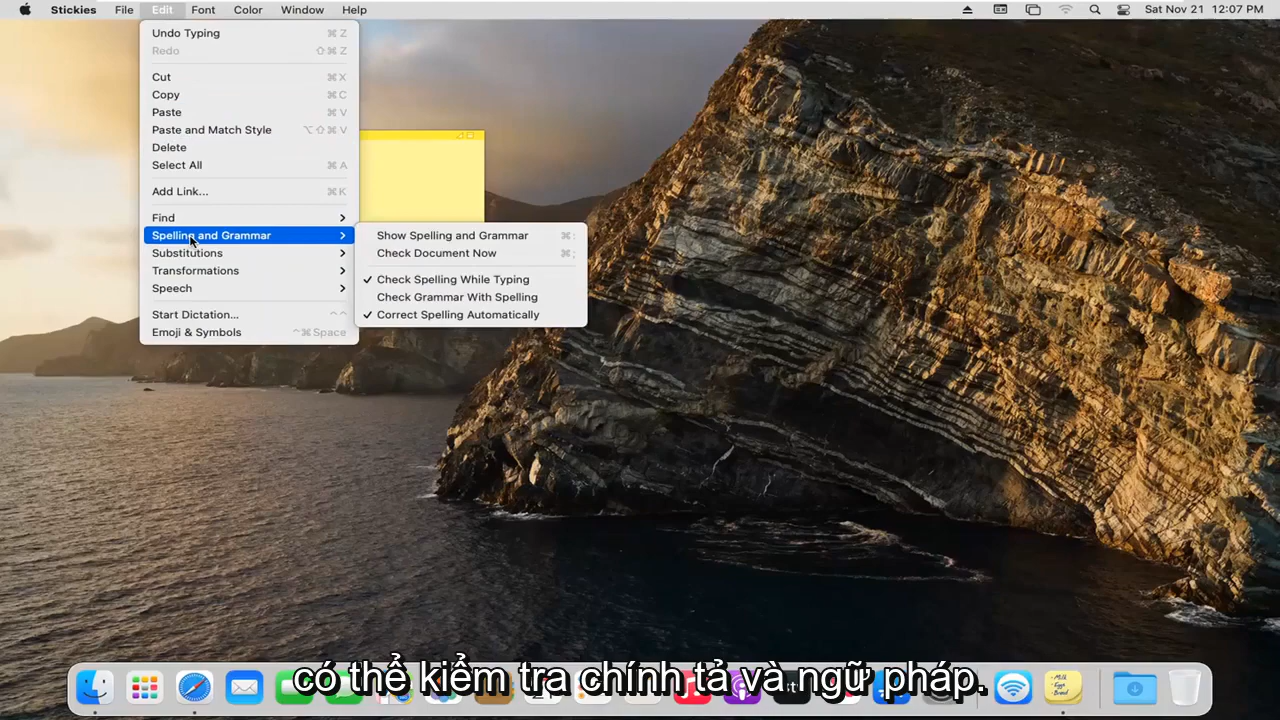 Stickies File Edit Font Color Window Help Sat Nov 21 12:07 PM
Undo Typing ⌘ Z
Redo ⇧ ⌘ Z
Cut ⌘ X
Copy ⌘ C
Paste ⌘ V
Paste and Match Style ⌥ ⇧ ⌘ V
Delete
Select All ⌘ A
Add Link... ⌘ K
Find
Spelling and Grammar
Substitutions
Transformations
Speech
Start Dictation... ^ ^
Emoji & Symbols ^ ⌘ Space
Show Spelling and Grammar ⌘ :
Check Document Now ⌘ ;
✓ Check Spelling While Typing
Check Grammar With Spelling
✓ Correct Spelling Automatically
có thể kiểm tra chính tả và ngữ pháp.